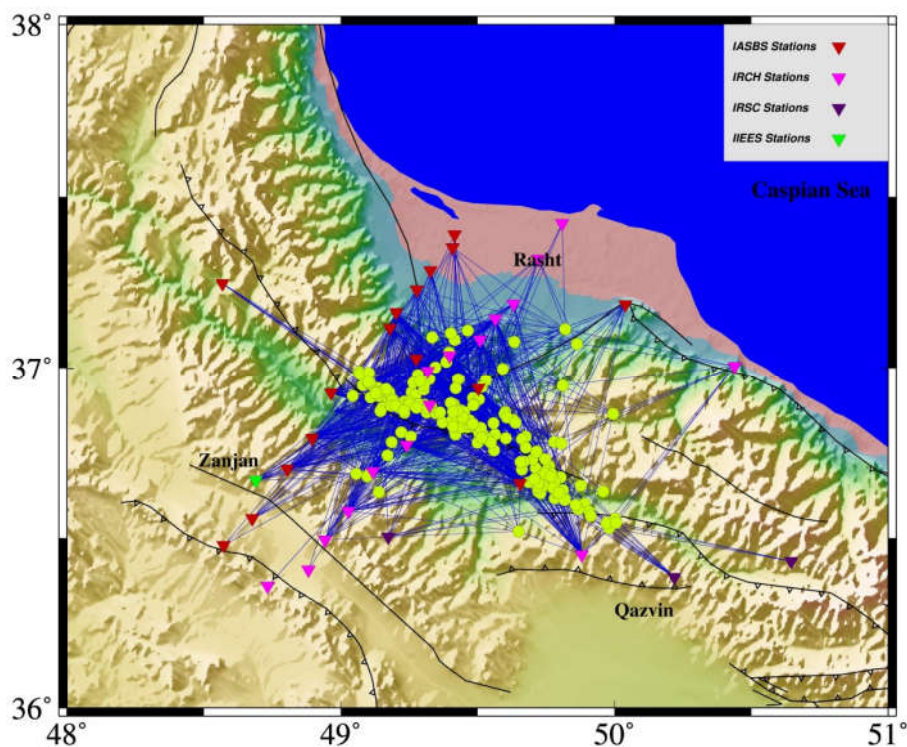 38°
IASBS Stations
IRCH Stations
IRSC Stations
IIEES Stations
Caspian Sea
Rasht
37°
Zanjan
Qazvin
36°
48° 49° 50° 51°